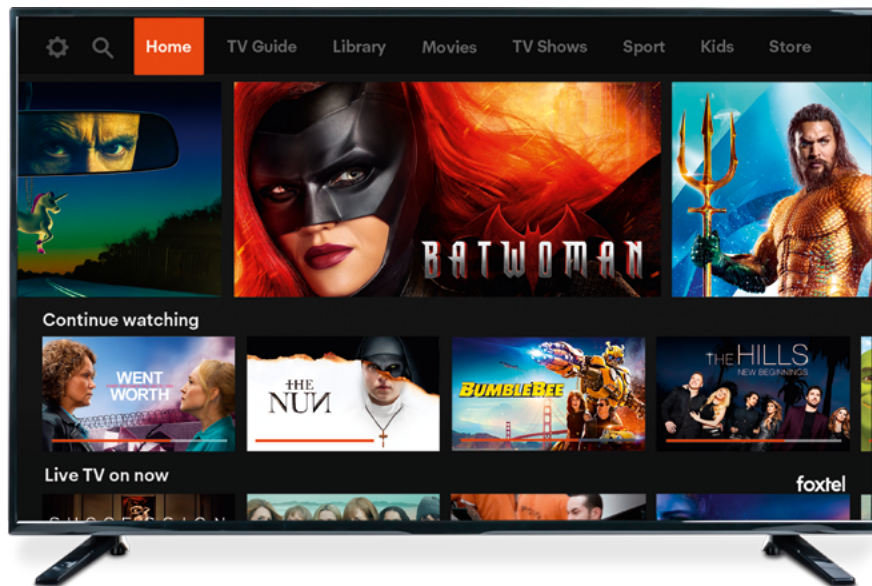 Home TV Guide Library Movies TV Shows Sport Kids Store
BATWOMAN
Continue watching
WENT
WORTH
THE
NUN
BUMBLEBEE
THE HILLS
NEW BEGINNINGS
Live TV on now
foxtel
SUCCESSION